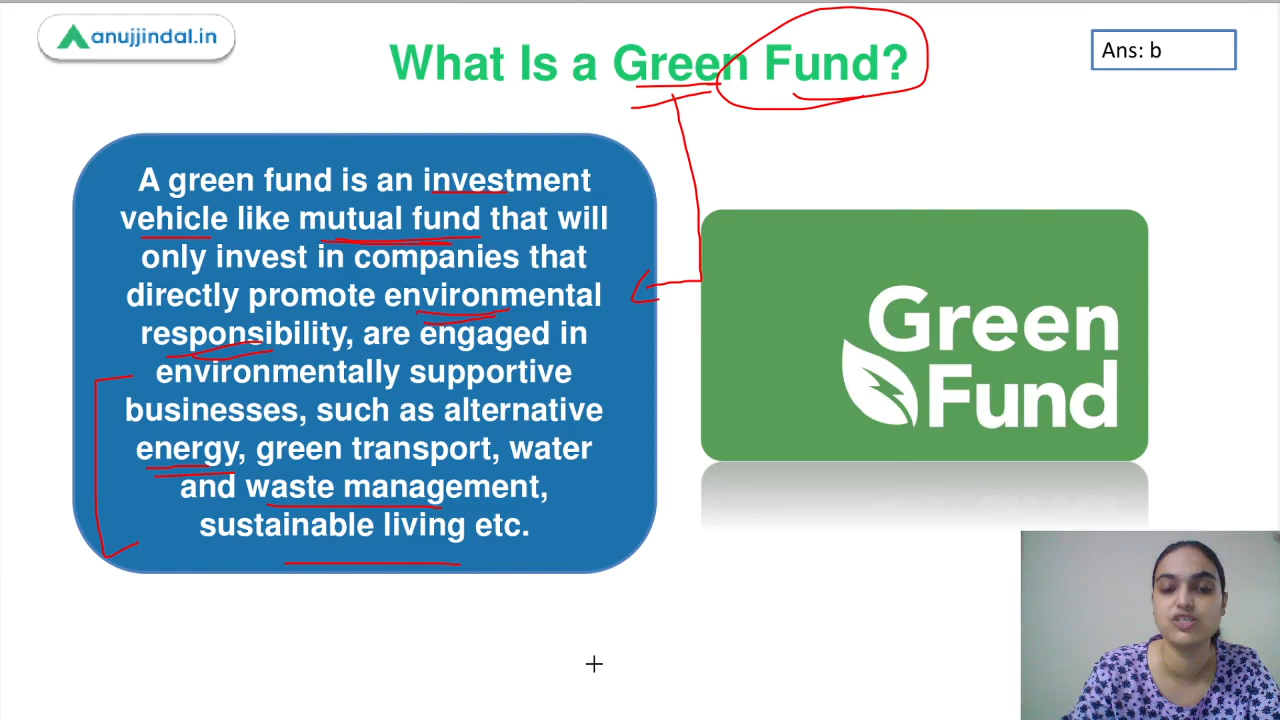 anujjindal.in
What Is a Green Fund?
Ans: b
A green fund is an investment
vehicle like mutual fund that will
only invest in companies that
directly promote environmental
responsibility, are engaged in
environmentally supportive
businesses, such as alternative
energy, green transport, water
and waste management,
sustainable living etc.
Green
Fund